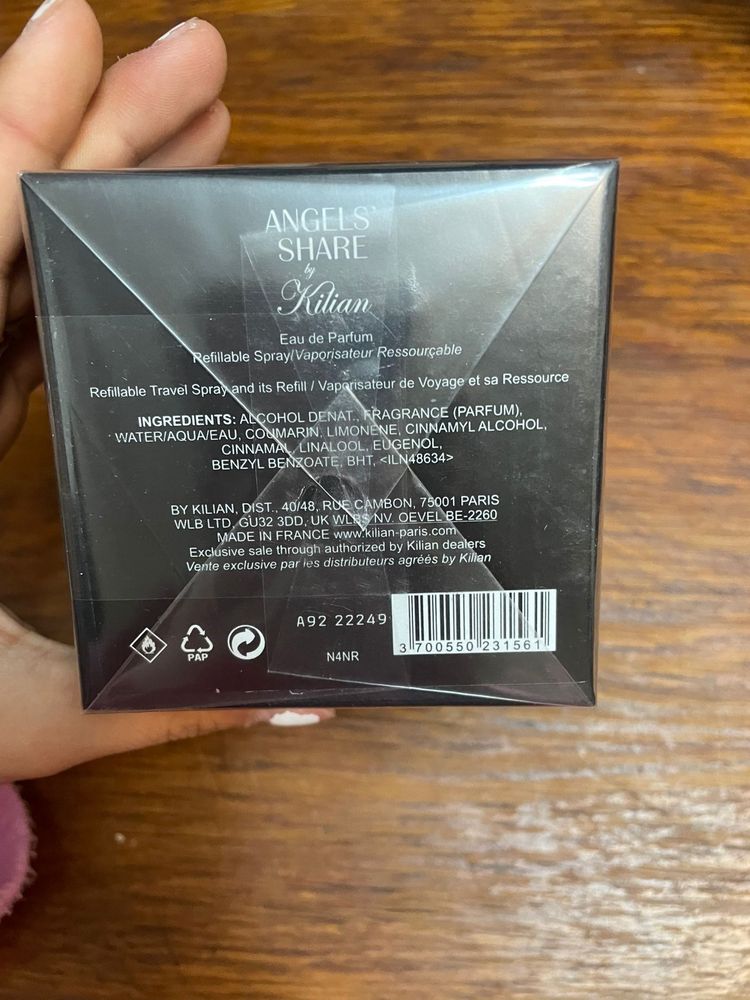 ANGELS'
SHARE
by
Kilian
Eau de Parfum
Refillable Spray/Vaporisateur Ressourçable
Refillable Travel Spray and its Refill / Vaporisateur de Voyage et sa Ressource
INGREDIENTS: ALCOHOL DENAT., FRAGRANCE (PARFUM),
WATER/AQUA/EAU, COUMARIN, LIMONENE, CINNAMYL ALCOHOL,
CINNAMAL, LINALOOL, EUGENOL,
BENZYL BENZOATE, BHT, <ILN48634>
BY KILIAN, DIST., 40/48, RUE CAMBON, 75001 PARIS
WLB LTD, GU32 3DD, UK WLBS NV. OEVEL BE-2260
MADE IN FRANCE www.kilian-paris.com
Exclusive sale through authorized by Kilian dealers
Vente exclusive par les distributeurs agréés by Kilian
A92 22249
3 700550 231561
PAP
N4NR